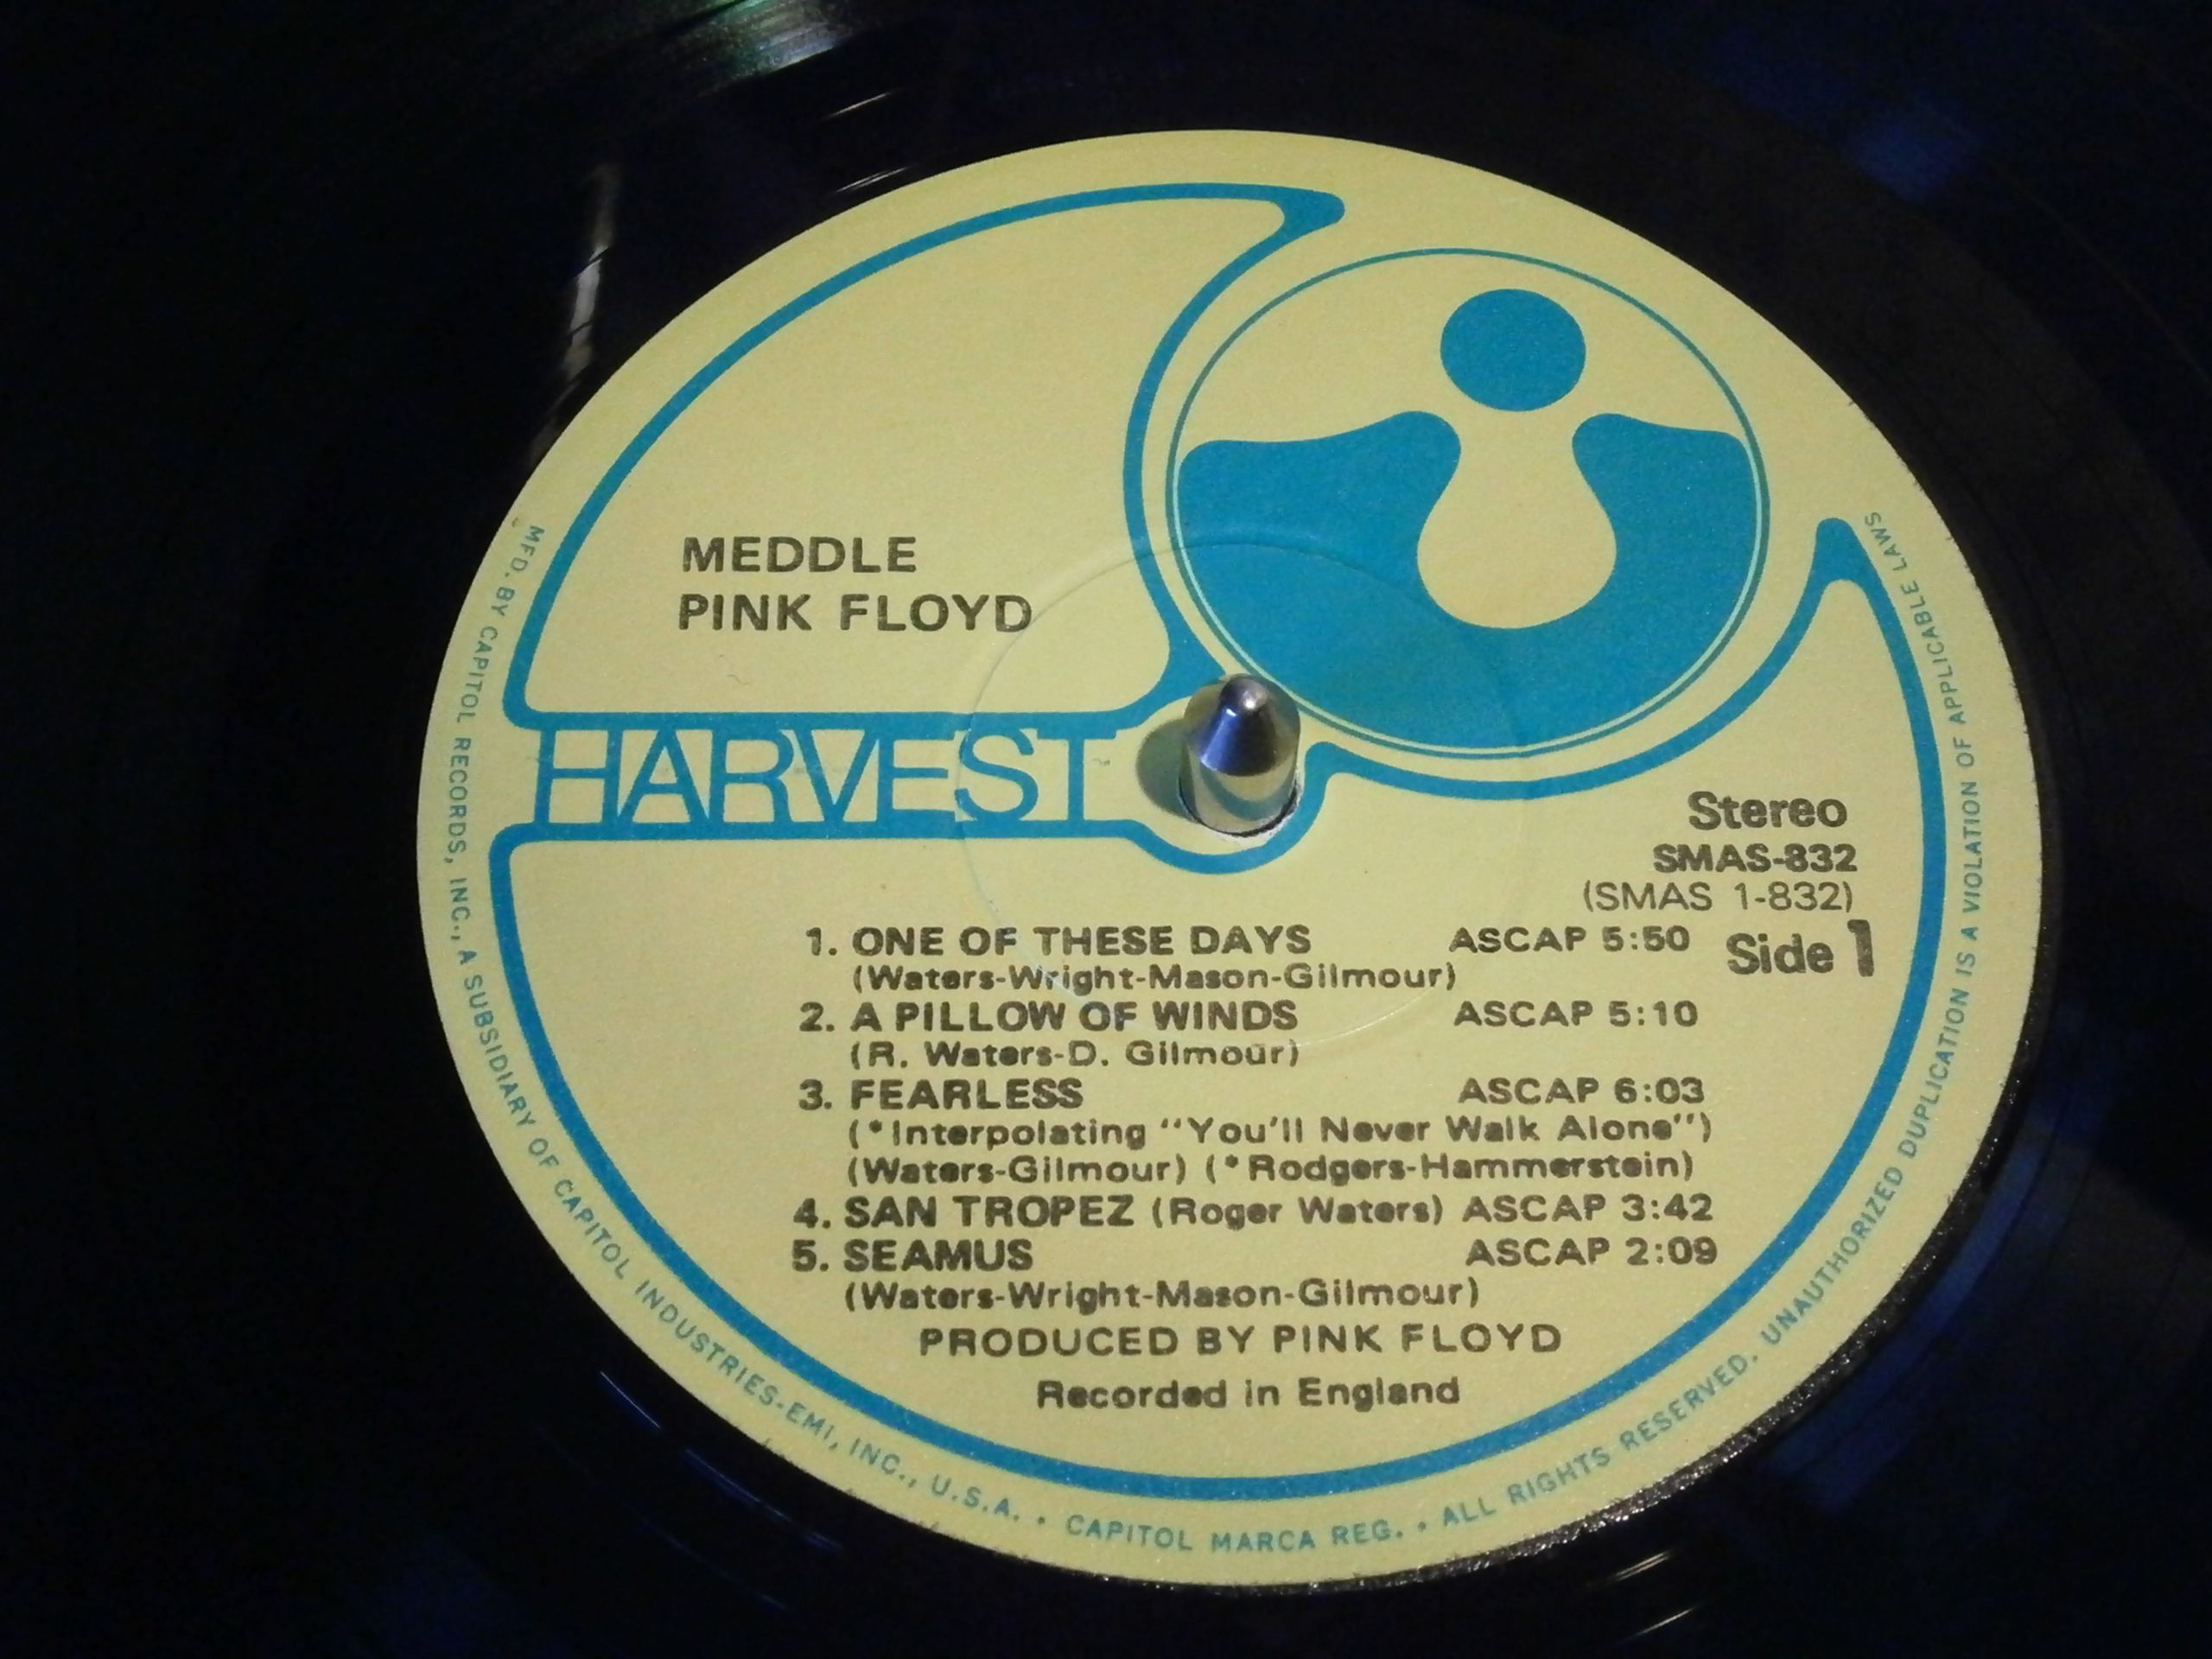 MEDDLE
PINK FLOYD
HARVEST
Stereo
SMAS-832
(SMAS 1-832)
Side 1
1. ONE OF THESE DAYS ASCAP 5:50
(Waters-Wright-Mason-Gilmour)
2. A PILLOW OF WINDS ASCAP 5:10
(R. Waters-D. Gilmour)
3. FEARLESS ASCAP 6:03
(*Interpolating "You'll Never Walk Alone")
(Waters-Gilmour) (*Rodgers-Hammerstein)
4. SAN TROPEZ (Roger Waters) ASCAP 3:42
5. SEAMUS ASCAP 2:09
(Waters-Wright-Mason-Gilmour)
PRODUCED BY PINK FLOYD
Recorded in England
MFD. BY CAPITOL RECORDS, INC., A SUBSIDIARY OF CAPITOL INDUSTRIES-EMI, INC., U.S.A. • CAPITOL MARCA REG. • ALL RIGHTS RESERVED. UNAUTHORIZED DUPLICATION IS A VIOLATION OF APPLICABLE LAWS